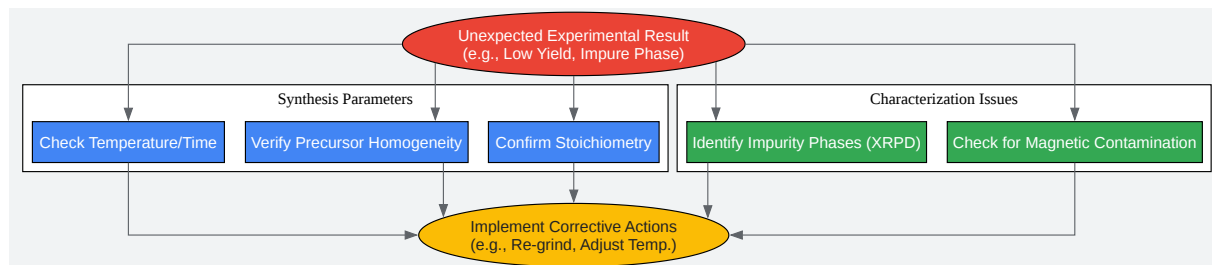 Unexpected Experimental Result
(e.g., Low Yield, Impure Phase)
Synthesis Parameters
Characterization Issues
Check Temperature/Time
Verify Precursor Homogeneity
Confirm Stoichiometry
Identify Impurity Phases (XRPD)
Check for Magnetic Contamination
Implement Corrective Actions
(e.g., Re-grind, Adjust Temp.)